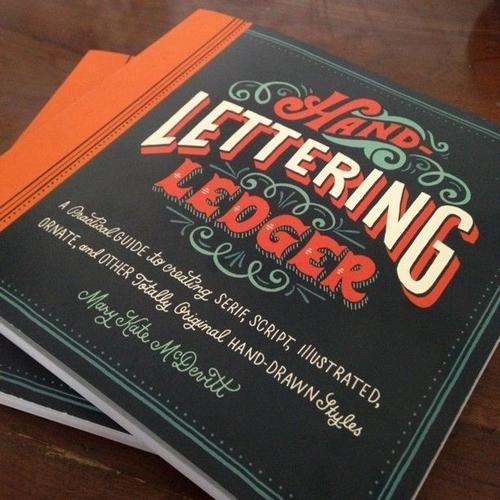 HAND-
LETTERING
LEDGER
A Practical GUIDE to creating SERIF, SCRIPT, IllUSTRATED,
ORNATE, and OTHER Totally Original HAND-DRAWN Styles
Mary Kate McDevitt